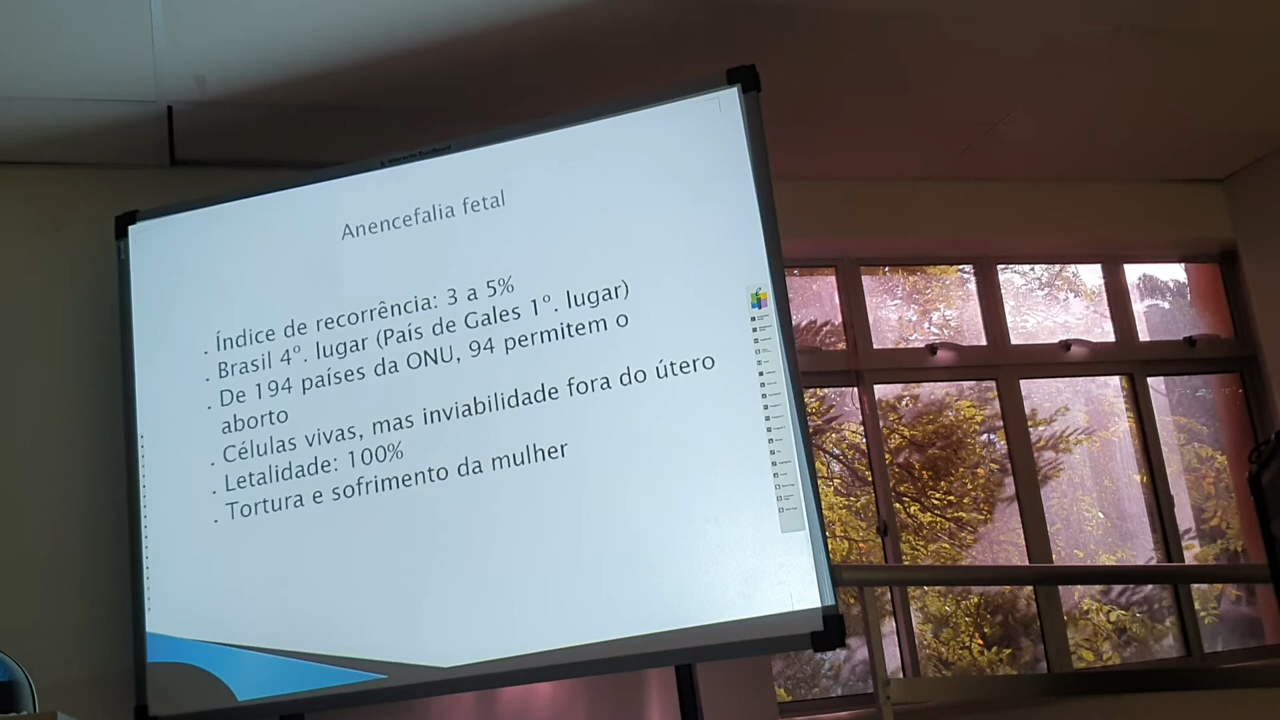 Anencefalia fetal
. Índice de recorrência: 3 a 5%
. Brasil 4º. lugar (País de Gales 1º. lugar)
. De 194 países da ONU, 94 permitem o
aborto
. Células vivas, mas inviabilidade fora do útero
. Letalidade: 100%
. Tortura e sofrimento da mulher